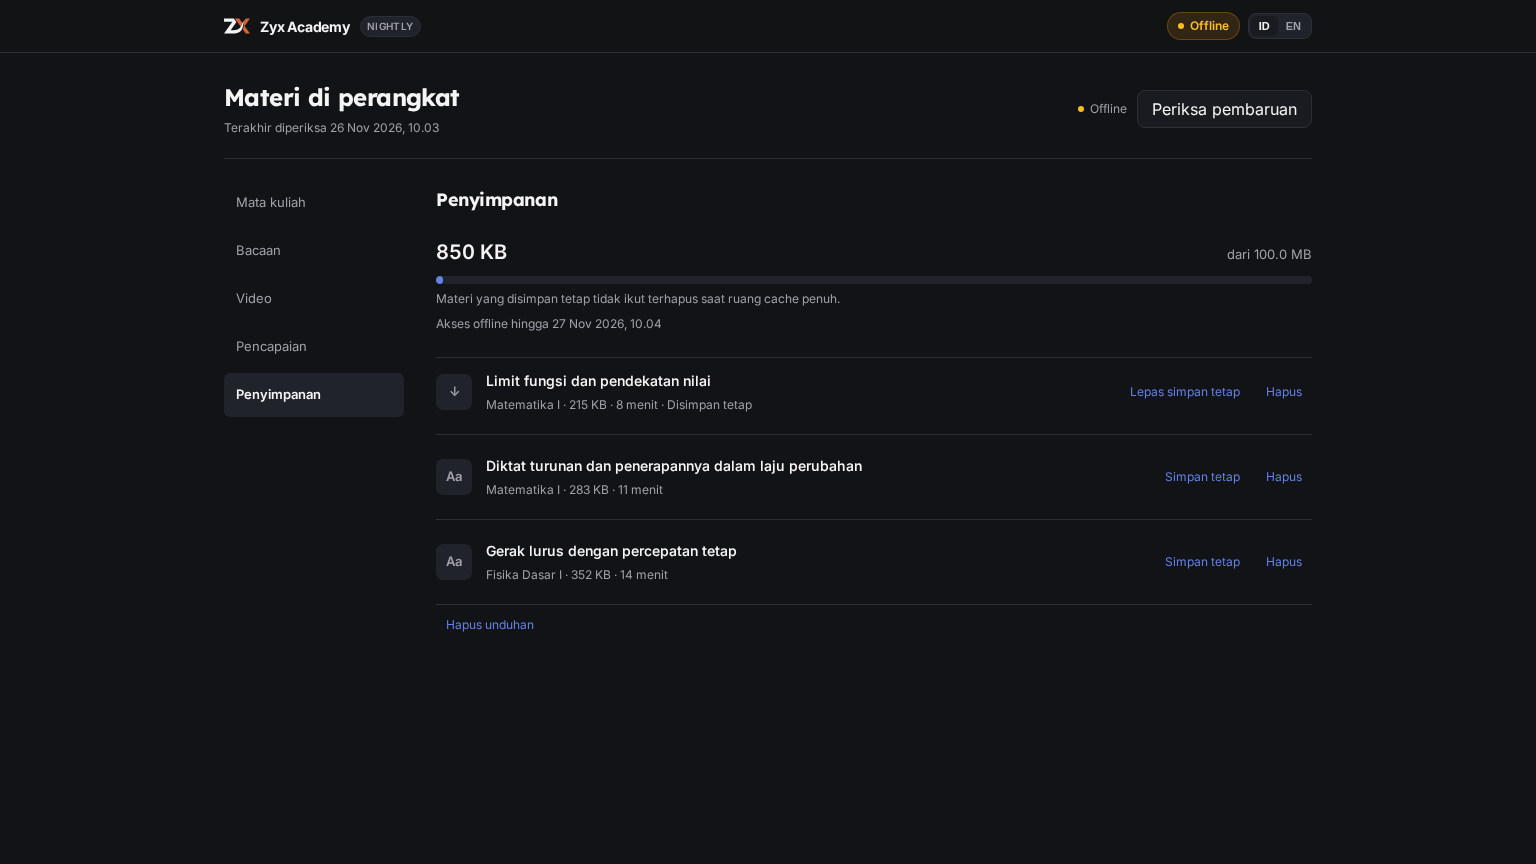 Zyx Academy NIGHTLY
Offline ID EN
Materi di perangkat
Terakhir diperiksa 26 Nov 2026, 10.03
Offline Periksa pembaruan
Mata kuliah
Bacaan
Video
Pencapaian
Penyimpanan
Penyimpanan
850 KB dari 100.0 MB
Materi yang disimpan tetap tidak ikut terhapus saat ruang cache penuh.
Akses offline hingga 27 Nov 2026, 10.04
Limit fungsi dan pendekatan nilai
Matematika I · 215 KB · 8 menit · Disimpan tetap
Lepas simpan tetap Hapus
Aa
Diktat turunan dan penerapannya dalam laju perubahan
Matematika I · 283 KB · 11 menit
Simpan tetap Hapus
Aa
Gerak lurus dengan percepatan tetap
Fisika Dasar I · 352 KB · 14 menit
Simpan tetap Hapus
Hapus unduhan